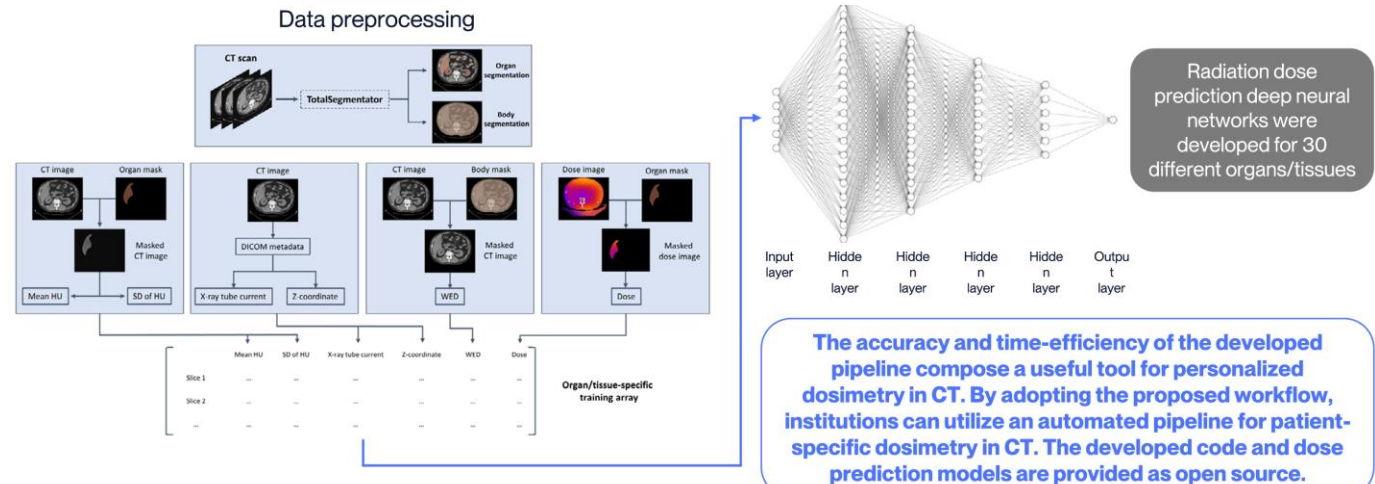 Data preprocessing
CT scan
TotalSegmentator
Organ
segmentation
Body
segmentation
CT image
Organ mask
Masked
CT image
Mean HU
SD of HU
CT image
DICOM metadata
X-ray tube current
Z-coordinate
CT image
Body mask
Masked
CT image
WED
Dose image
Organ mask
Masked
dose image
Dose
Mean HU SD of HU X-ray tube current Z-coordinate WED Dose
Slice 1 ... ... ... ... ... ...
Slice 2 ... ... ... ... ... ...
... ... ... ... ... ... ...
Organ/tissue-specific
training array
Input
layer
Hidde
n
layer
Hidde
n
layer
Hidde
n
layer
Hidde
n
layer
Outpu
t
layer
Radiation dose
prediction deep neural
networks were
developed for 30
different organs/tissues
The accuracy and time-efficiency of the developed
pipeline compose a useful tool for personalized
dosimetry in CT. By adopting the proposed workflow,
institutions can utilize an automated pipeline for patient-
specific dosimetry in CT. The developed code and dose
prediction models are provided as open source.